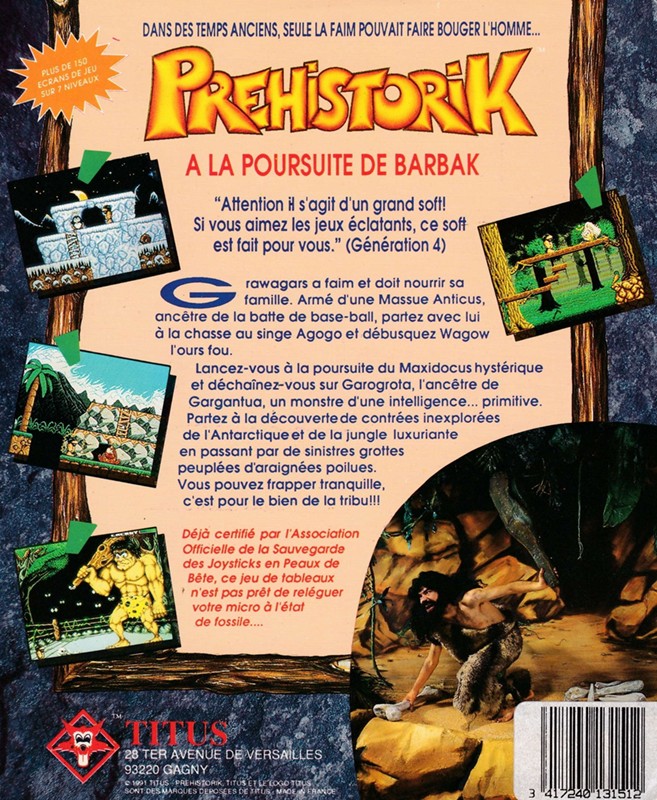 DANS DES TEMPS ANCIENS, SEULE LA FAIM POUVAIT FAIRE BOUGER L'HOMME...
PLUS DE 150
ECRANS DE JEU
SUR 7 NIVEAUX
PREHISTORIK
A LA POURSUITE DE BARBAK
"Attention il s'agit d'un grand soft!
Si vous aimez les jeux éclatants, ce soft
est fait pour vous." (Génération 4)
Grawagars a faim et doit nourrir sa
famille. Armé d'une Massue Anticus,
ancêtre de la batte de base-ball, partez avec lui
à la chasse au singe Agogo et débusquez Wagow
l'ours fou.
Lancez-vous à la poursuite du Maxidocus hystérique
et déchaînez-vous sur Garogrota, l'ancêtre de
Gargantua, un monstre d'une intelligence... primitive.
Partez à la découverte de contrées inexplorées
de l'Antarctique et de la jungle luxuriante
en passant par de sinistres grottes
peuplées d'araignées poilues.
Vous pouvez frapper tranquille,
c'est pour le bien de la tribu!!!
Déjà certifié par l'Association
Officielle de la Sauvegarde
des Joysticks en Peaux de
Bête, ce jeu de tableaux
n'est pas prêt de reléguer
votre micro à l'état
de fossile....
TM
TITUS
28 TER AVENUE DE VERSAILLES
93220 GAGNY
© 1991 TITUS - PREHISTORIK, TITUS ET LE LOGO TITUS
SONT DES MARQUES DEPOSEES DE TITUS - MADE IN FRANCE
3 417240 131512